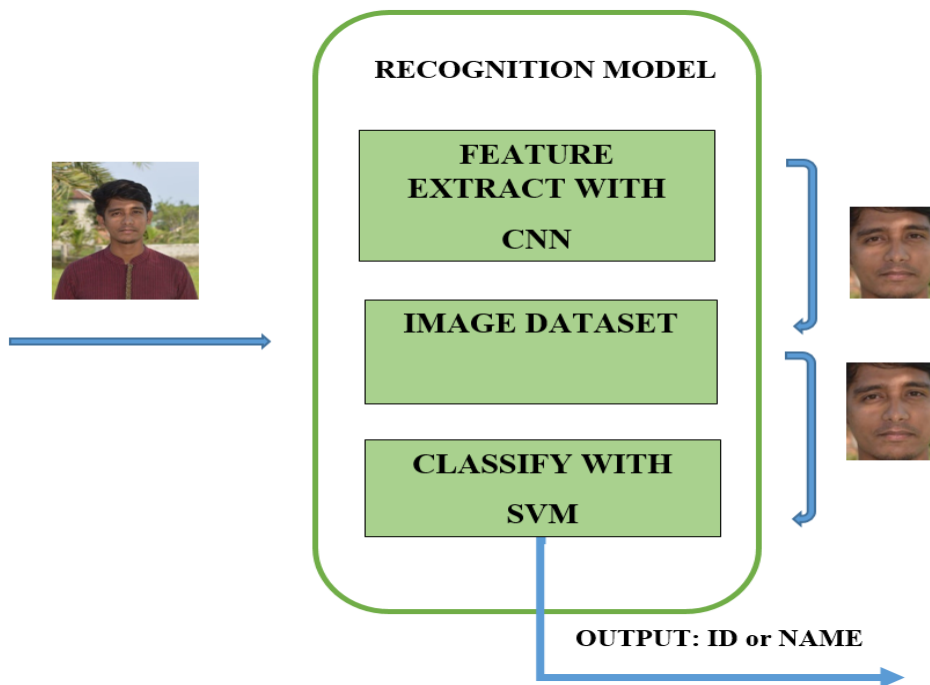 RECOGNITION MODEL
FEATURE
EXTRACT WITH
CNN
IMAGE DATASET
CLASSIFY WITH
SVM
OUTPUT: ID or NAME